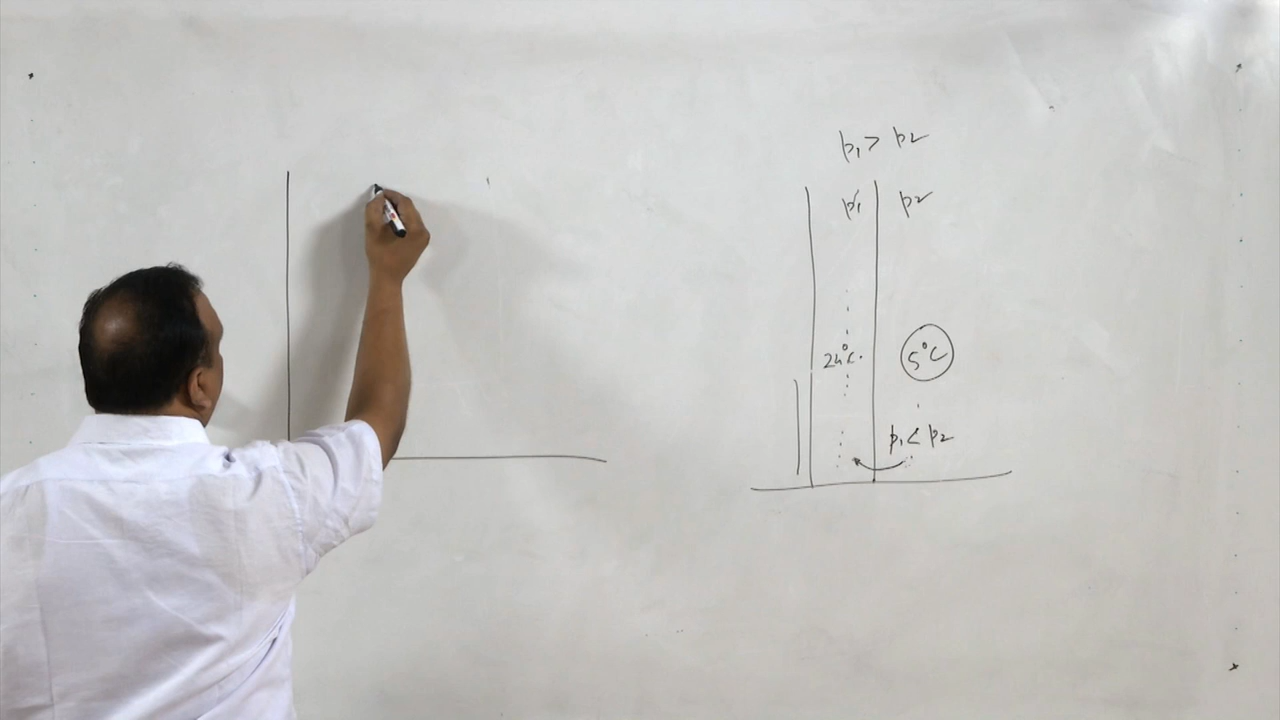 p₁ > p₂
p₁ p₂
24°C. 5°C
p₁ < p₂